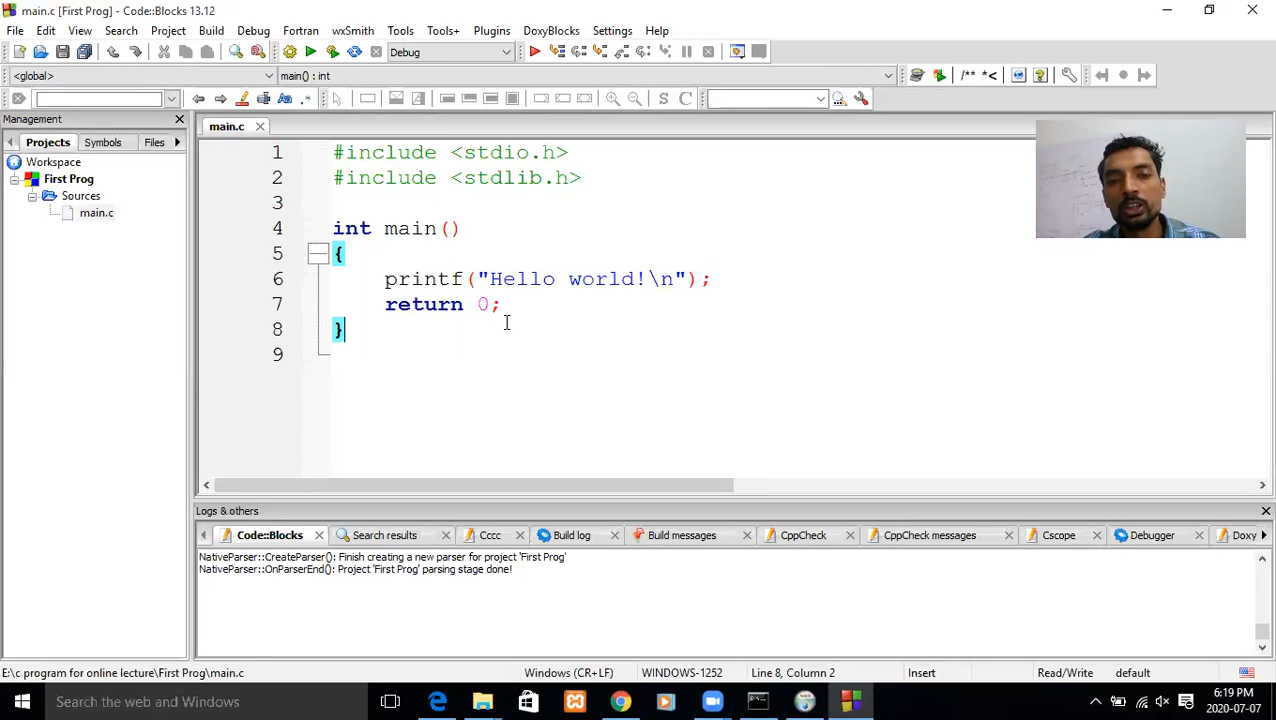 main.c [First Prog] - Code::Blocks 13.12
File Edit View Search Project Build Debug Fortran wxSmith Tools Tools+ Plugins DoxyBlocks Settings Help
Debug
<global> main() : int
/** *<
S C
Management
Projects Symbols Files
Workspace
First Prog
Sources
main.c
main.c
1 #include <stdio.h>
2 #include <stdlib.h>
3
4 int main()
5 {
6 printf("Hello world!\n");
7 return 0;
8 }
9
Logs & others
Code::Blocks Search results Cccc Build log Build messages CppCheck CppCheck messages Cscope Debugger Doxy
NativeParser::CreateParser(): Finish creating a new parser for project 'First Prog'
NativeParser::OnParserEnd(): Project 'First Prog' parsing stage done!
E:\c program for online lecture\First Prog\main.c Windows (CR+LF) WINDOWS-1252 Line 8, Column 2 Insert Read/Write default
Search the web and Windows
6:19 PM
2020-07-07